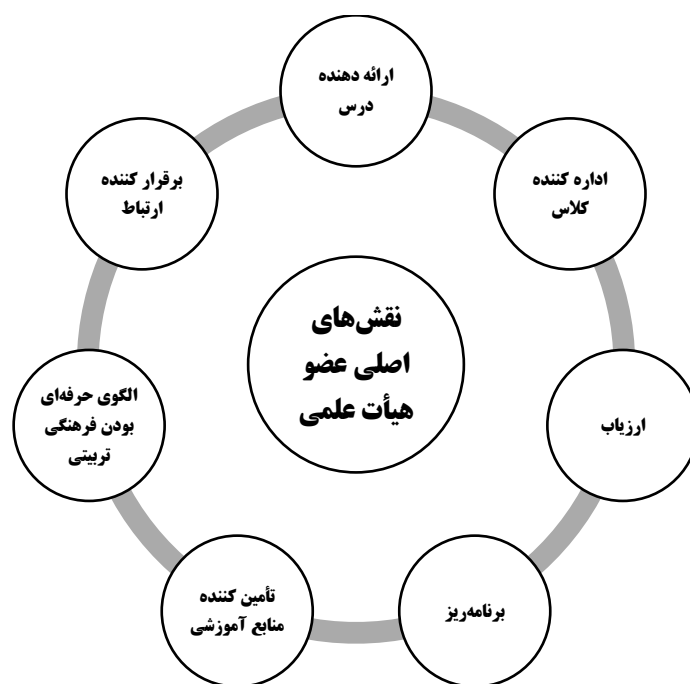 ارائه دهنده
درس
اداره کننده
کلاس
ارزیاب
برنامه‌ریز
تأمین کننده
منابع آموزشی
الگوی حرفه‌ای
بودن فرهنگی
تربیتی
برقرار کننده
ارتباط
نقش‌های
اصلی عضو
هیأت علمی